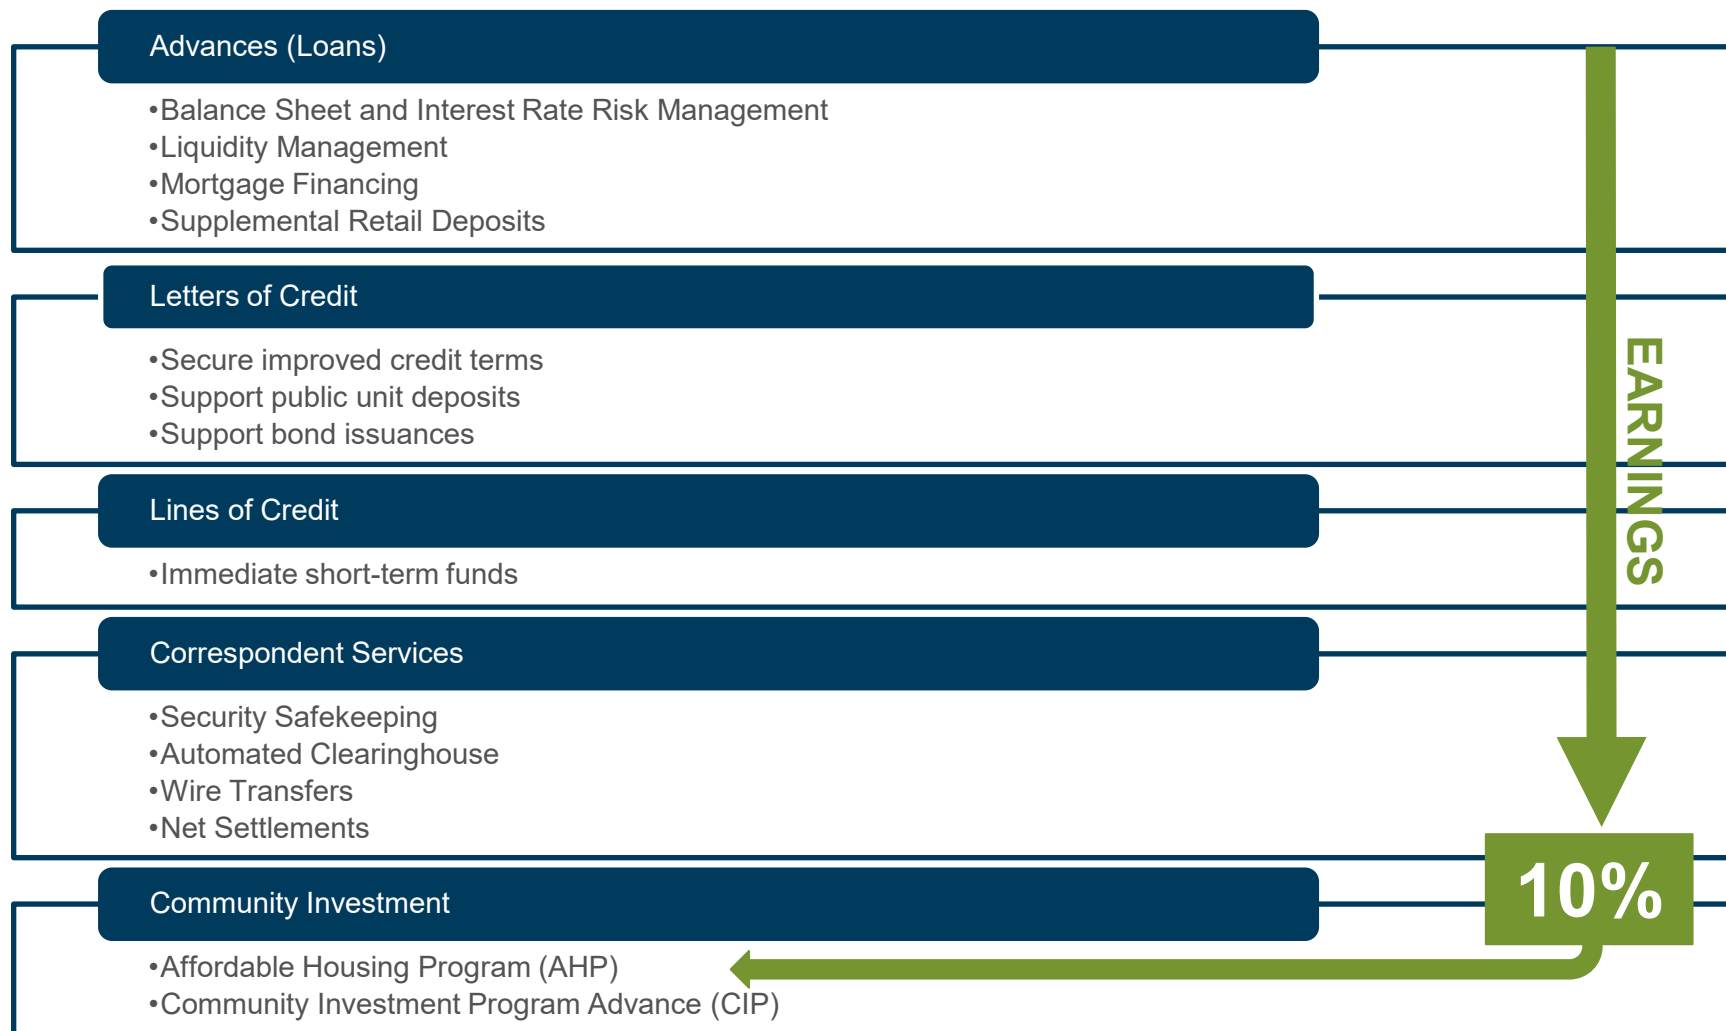 Advances (Loans)
•Balance Sheet and Interest Rate Risk Management
•Liquidity Management
•Mortgage Financing
•Supplemental Retail Deposits
Letters of Credit
•Secure improved credit terms
•Support public unit deposits
•Support bond issuances
Lines of Credit
•Immediate short-term funds
Correspondent Services
•Security Safekeeping
•Automated Clearinghouse
•Wire Transfers
•Net Settlements
Community Investment
•Affordable Housing Program (AHP)
•Community Investment Program Advance (CIP)
EARNINGS
10%